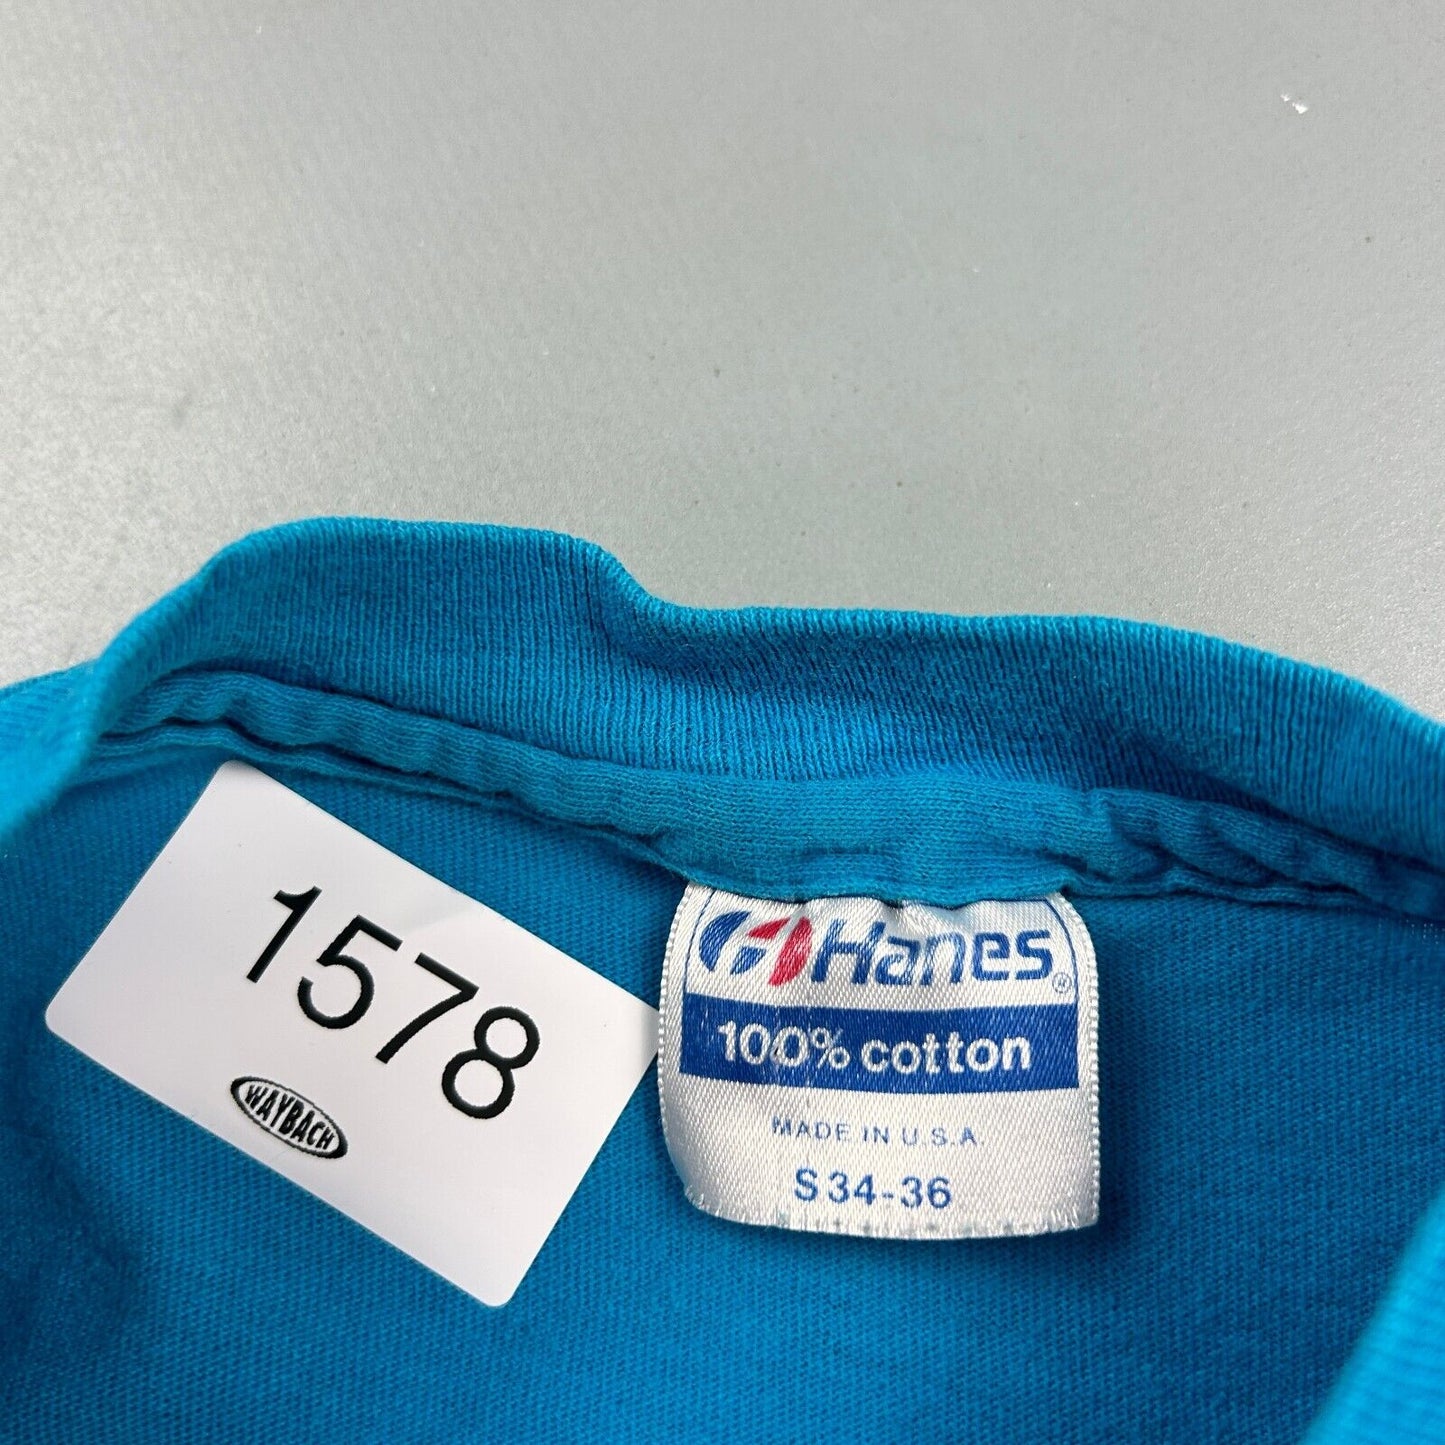 1578
WAYBACH
Hanes®
100% cotton
MADE IN U.S.A.
S 34-36